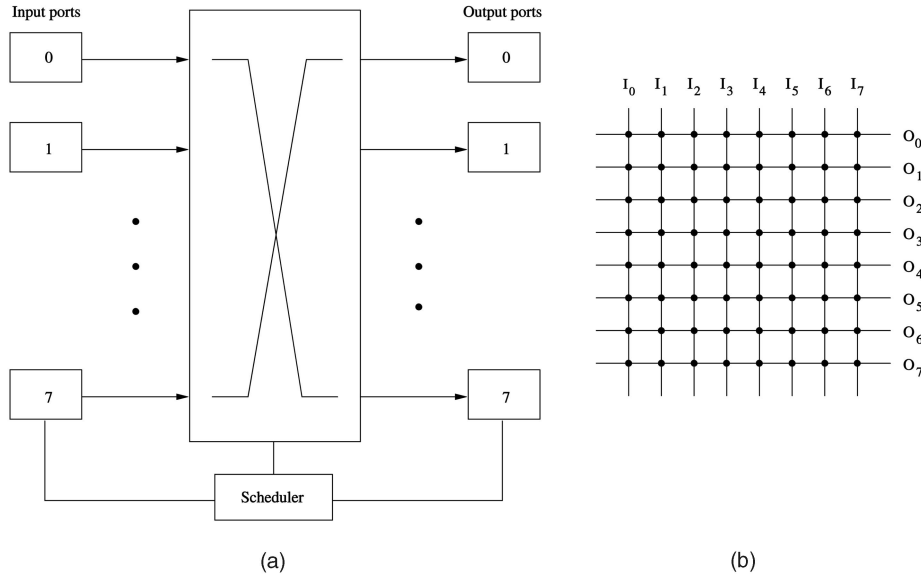 Input ports
Output ports
0
0
1
1
7
7
Scheduler
(a)
I0 I1 I2 I3 I4 I5 I6 I7
O0
O1
O2
O3
O4
O5
O6
O7
(b)